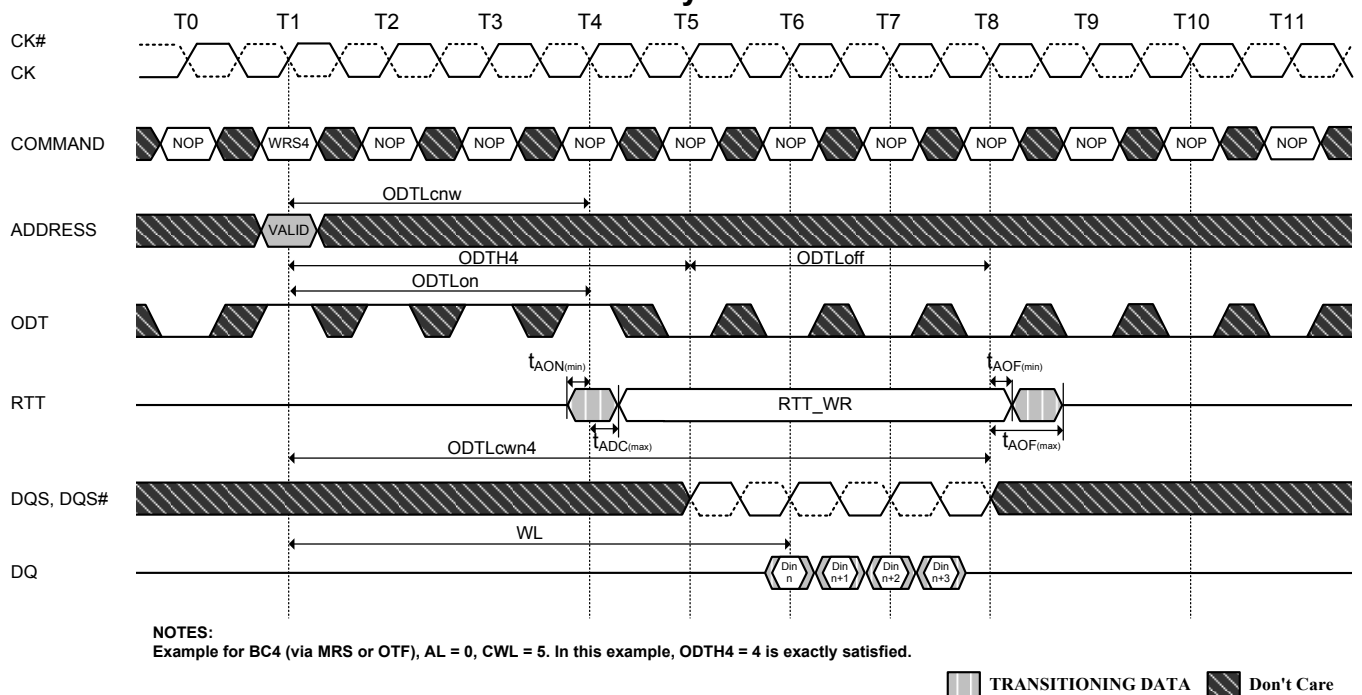 T0 T1 T2 T3 T4 T5 T6 T7 T8 T9 T10 T11
CK#
CK
COMMAND
NOP WRS4 NOP NOP NOP NOP NOP NOP NOP NOP NOP NOP
ODTLcnw
ADDRESS
VALID
ODTH4 ODTLoff
ODTLon
ODT
tAON(min) tAOF(min)
RTT
RTT_WR
tADC(max) tAOF(max)
ODTLcwn4
DQS, DQS#
WL
DQ
Din n Din n+1 Din n+2 Din n+3
NOTES:
Example for BC4 (via MRS or OTF), AL = 0, CWL = 5. In this example, ODTH4 = 4 is exactly satisfied.
TRANSITIONING DATA Don't Care